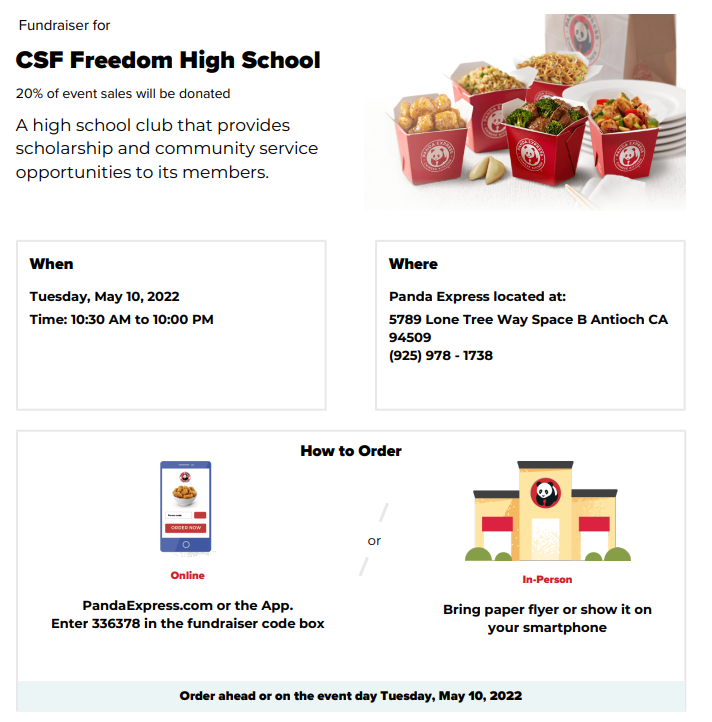 Fundraiser for
CSF Freedom High School
20% of event sales will be donated
A high school club that provides
scholarship and community service
opportunities to its members.
When
Tuesday, May 10, 2022
Time: 10:30 AM to 10:00 PM
Where
Panda Express located at:
5789 Lone Tree Way Space B Antioch CA
94509
(925) 978 - 1738
How to Order
ORDER NOW
or
Online
In-Person
PandaExpress.com or the App.
Enter 336378 in the fundraiser code box
Bring paper flyer or show it on
your smartphone
Order ahead or on the event day Tuesday, May 10, 2022